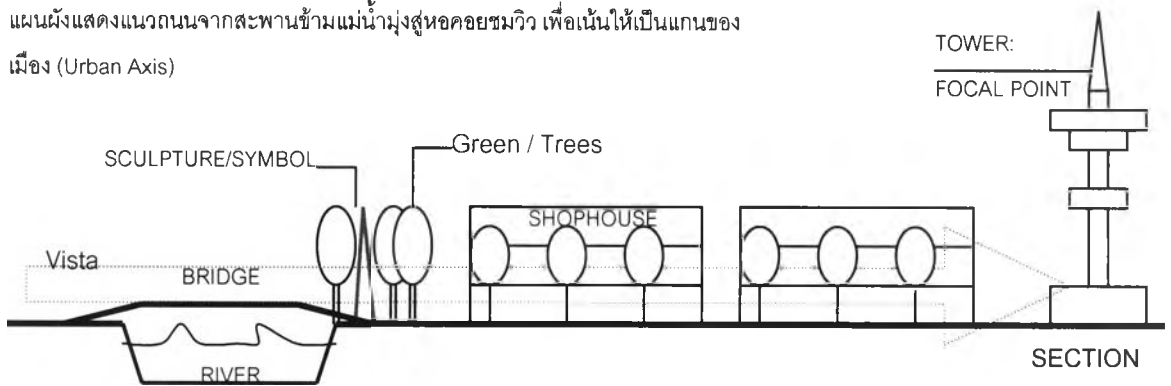 แผนผังแสดงแนวถนนจากสะพานข้ามแม่น้ำมุ่งสู่หอคอยชมวิว เพื่อเน้นให้เป็นแกนของ
เมือง (Urban Axis)
TOWER:
FOCAL POINT
SCULPTURE/SYMBOL
Green / Trees
SHOPHOUSE
Vista
BRIDGE
RIVER
SECTION